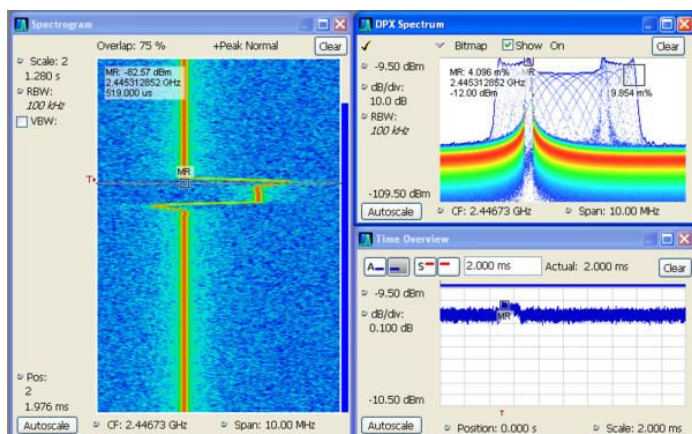 Spectrogram
Overlap: 75 %
+Peak Normal
Clear
Scale: 2
1.280 s
RBW:
100 kHz
VBW:
MR: -82.57 dBm
2.445312852 GHz
519.000 us
MR
T
Pos:
2
1.976 ms
Autoscale
CF: 2.44673 GHz
Span: 10.00 MHz
DPX Spectrum
Bitmap
Show
On
Clear
-9.50 dBm
dB/div:
10.0 dB
RBW:
100 kHz
-109.50 dBm
MR: 4.096 m%
2.445312852 GHz
-12.00 dBm
MR
9.854 m%
Autoscale
CF: 2.44673 GHz
Span: 10.00 MHz
Time Overview
A
S
2.000 ms
Actual: 2.000 ms
Clear
-9.50 dBm
dB/div:
0.100 dB
MR
-10.50 dBm
T
Autoscale
Position: 0.000 s
Scale: 2.000 ms